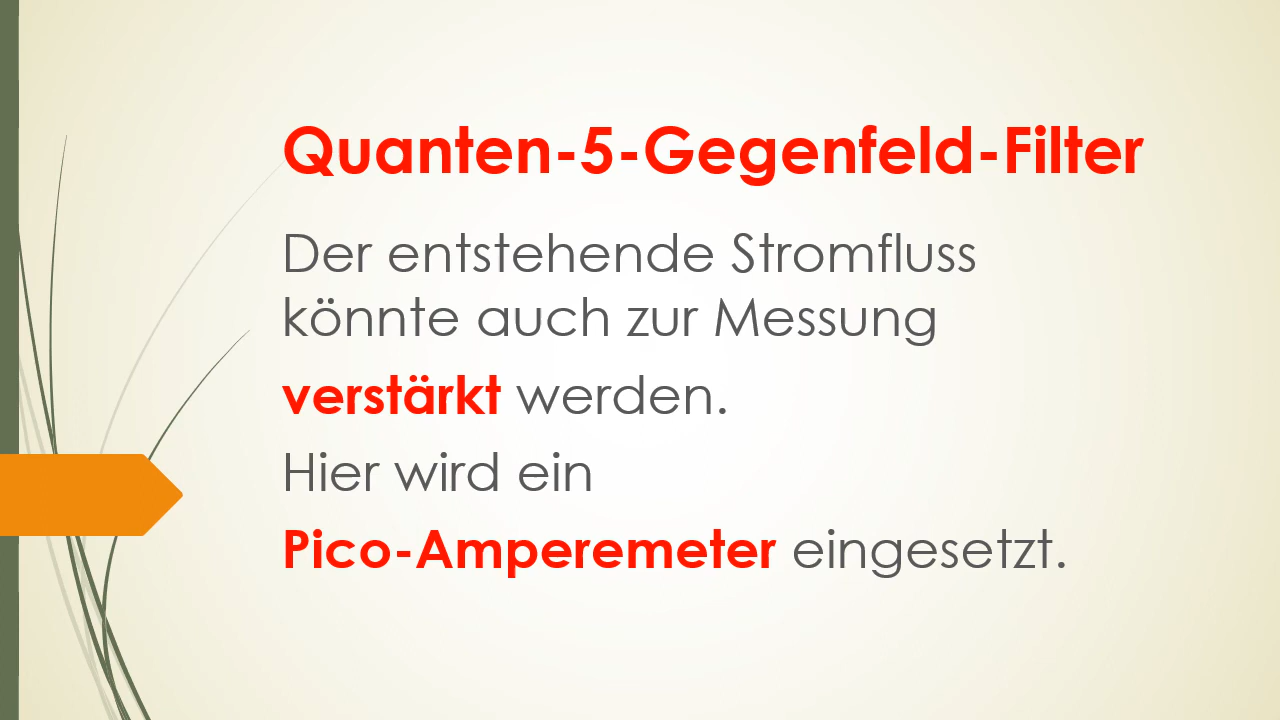 Quanten-5-Gegenfeld-Filter
Der entstehende Stromfluss
könnte auch zur Messung
verstärkt werden.
Hier wird ein
Pico-Amperemeter eingesetzt.